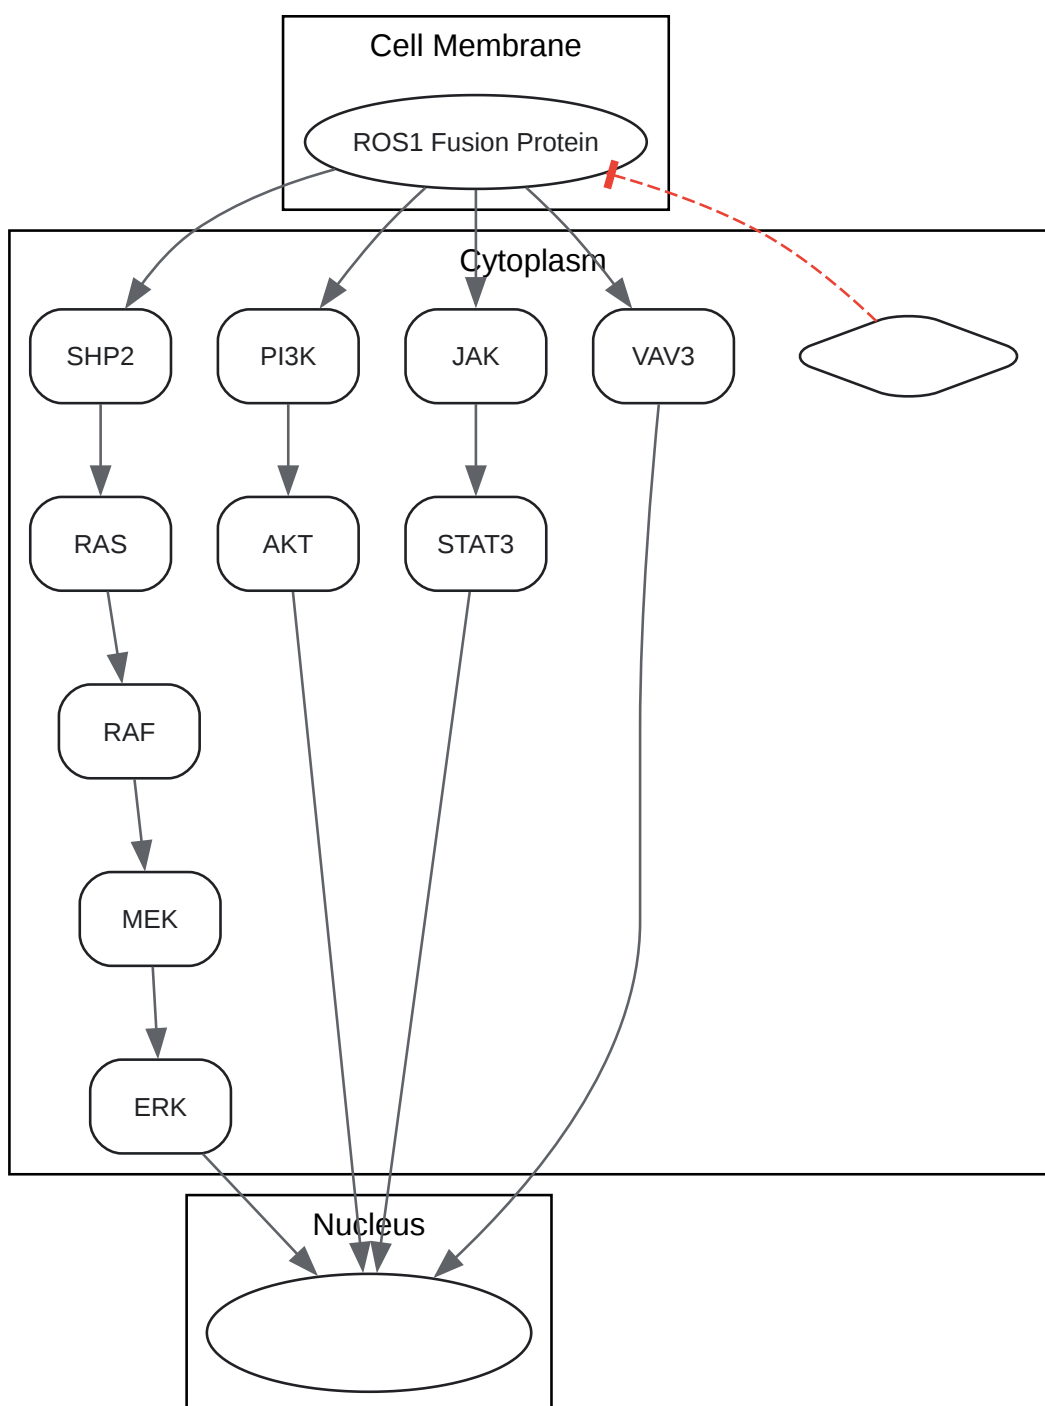 Cell Membrane
ROS1 Fusion Protein
Cytoplasm
SHP2
PI3K
JAK
VAV3
RAS
AKT
STAT3
RAF
MEK
ERK
Nucleus